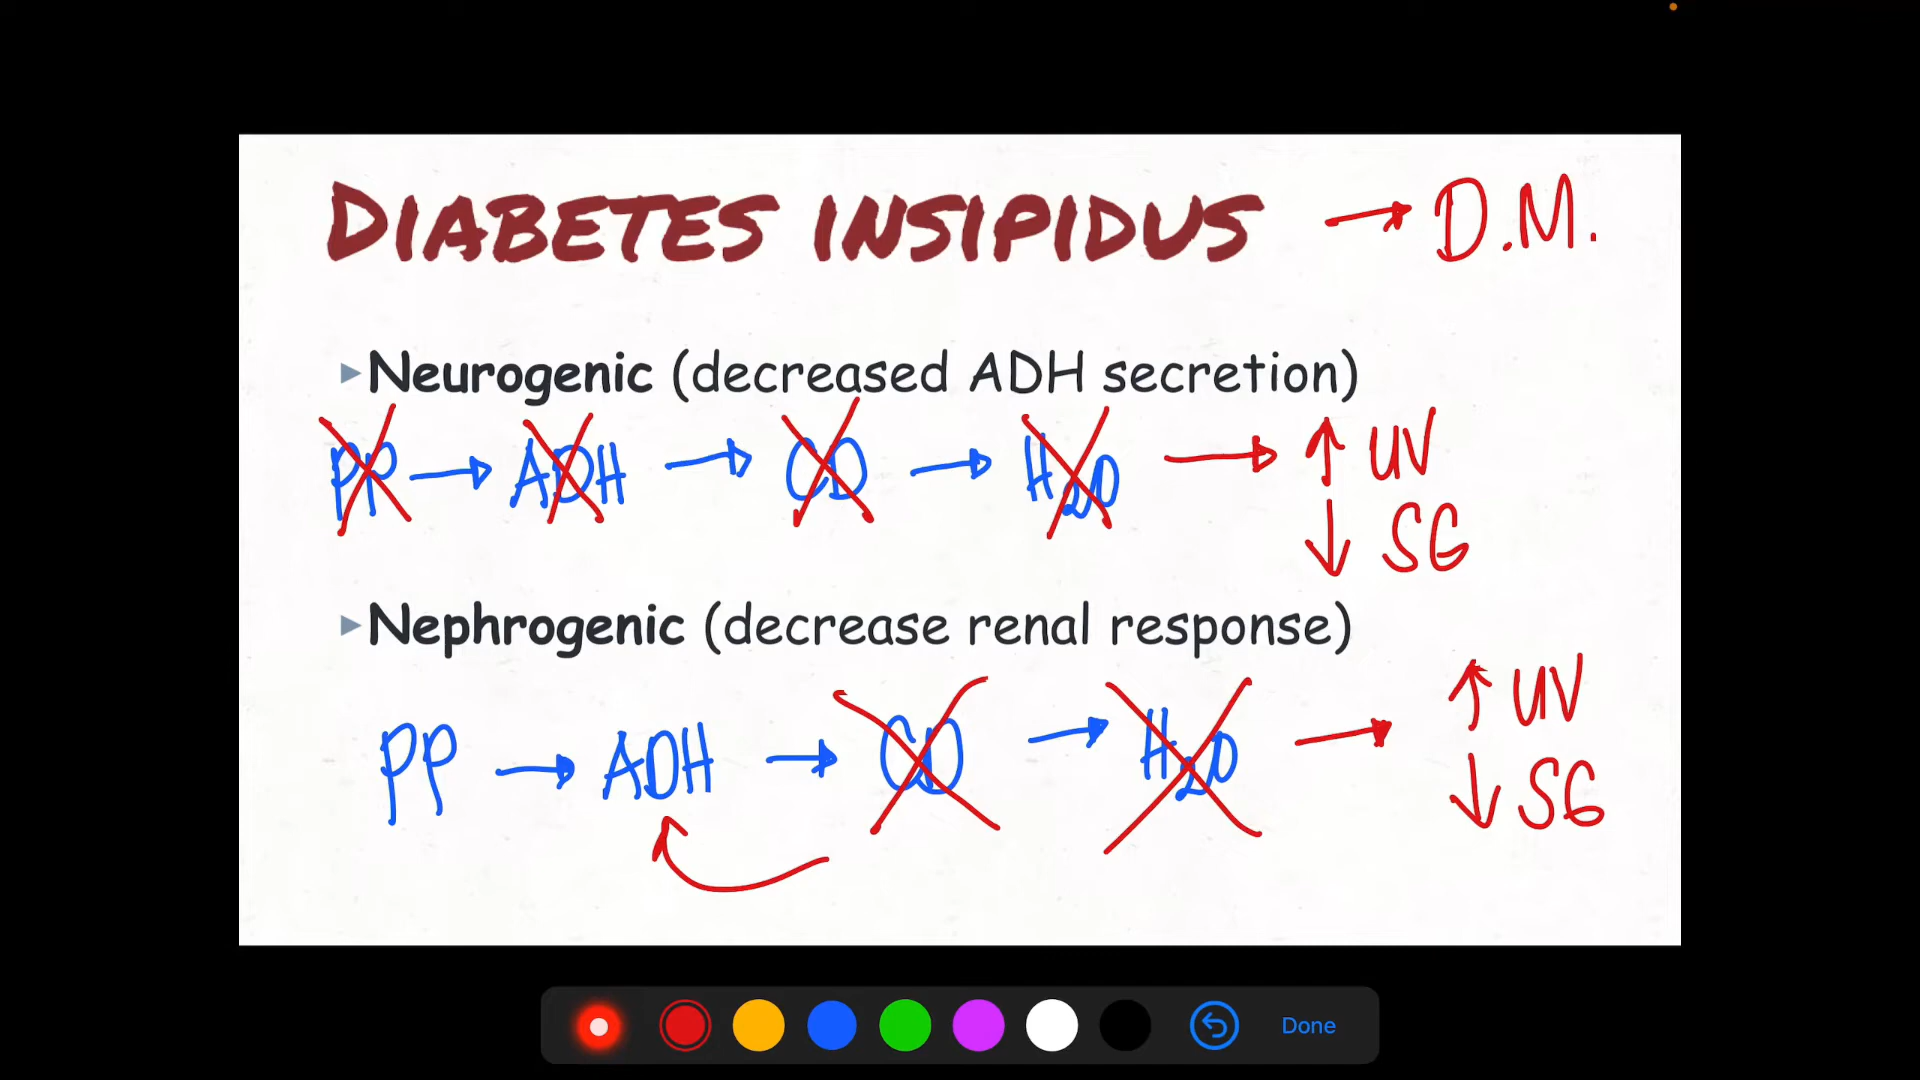 DIABETES INSIPIDUS → D.M.
▸Neurogenic (decreased ADH secretion)
PP → ADH → CD → H2O → ↑ UV
↓ SG
▸Nephrogenic (decrease renal response)
PP → ADH → CD → H2O → ↑ UV
↓ SG
Done